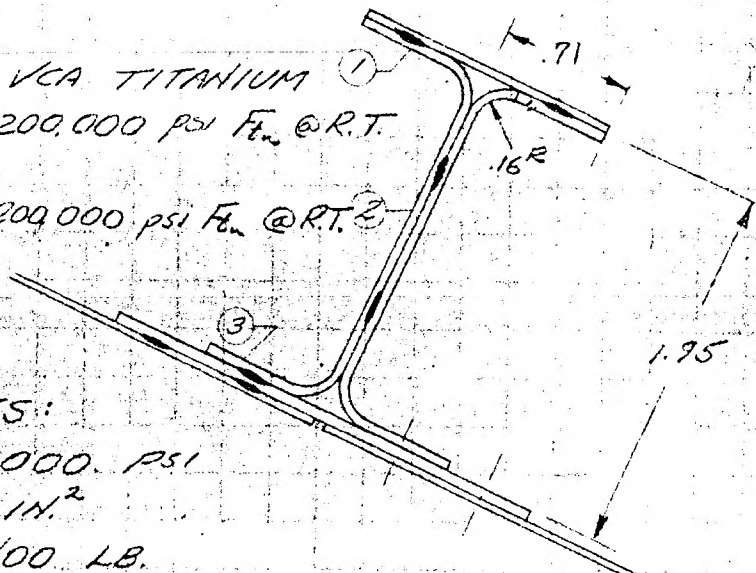 1
.71
VCA TITANIUM
200,000 PSI Ftu @ R.T.
.16R
200,000 psi Ftu @ R.T.
2
3
1.95
S:
000. PSI
IN.²
00 LB.